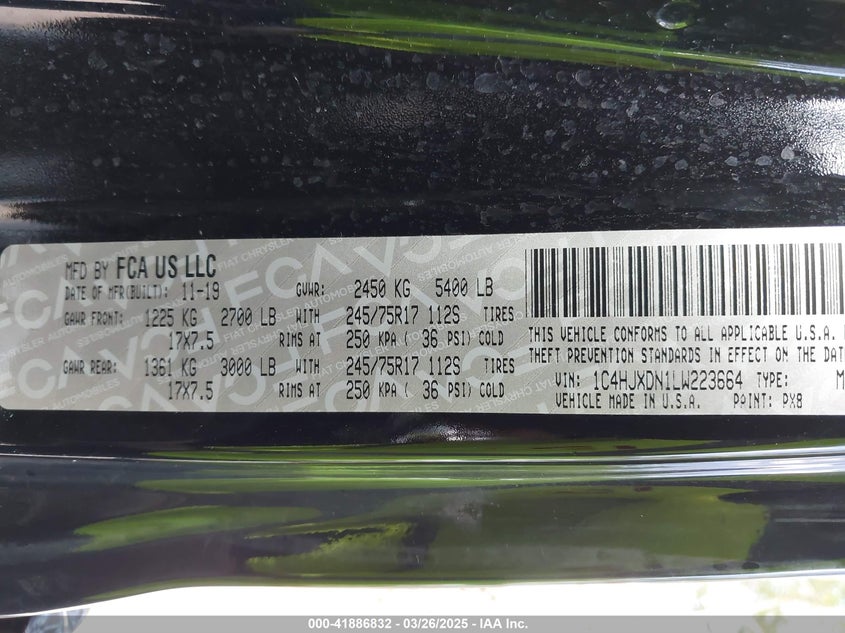 MFD BY FCA US LLC
DATE OF MFR(BUILT): 11-19 GVWR: 2450 KG 5400 LB
GAWR FRONT: 1225 KG 2700 LB WITH 245/75R17 112S TIRES
17X7.5 RIMS AT 250 KPA ( 36 PSI) COLD
GAWR REAR: 1361 KG 3000 LB WITH 245/75R17 112S TIRES
17X7.5 RIMS AT 250 KPA ( 36 PSI) COLD
THIS VEHICLE CONFORMS TO ALL APPLICABLE U.S.A.
THEFT PREVENTION STANDARDS IN EFFECT ON THE DAT
VIN: 1C4HJXDN1LW223664 TYPE: M
VEHICLE MADE IN U.S.A. PAINT: PX8
000-41886832 - 03/26/2025 - IAA Inc.